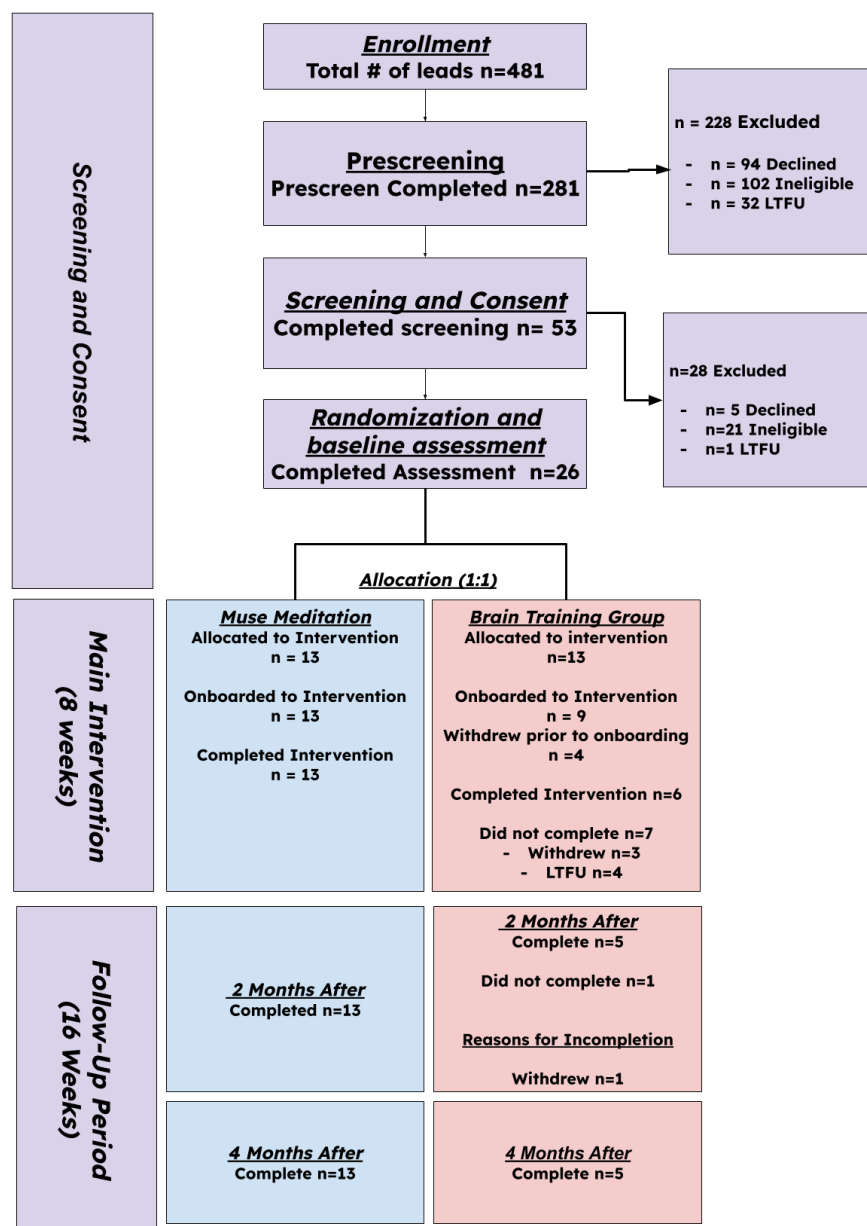 Screening and Consent
Enrollment
Total # of leads n=481
Prescreening
Prescreen Completed n=281
n = 228 Excluded
- n = 94 Declined
- n = 102 Ineligible
- n = 32 LTFU
Screening and Consent
Completed screening n= 53
n=28 Excluded
- n= 5 Declined
- n=21 Ineligible
- n=1 LTFU
Randomization and
baseline assessment
Completed Assessment n=26
Allocation (1:1)
Main Intervention
(8 weeks)
Muse Meditation
Allocated to Intervention
n = 13
Onboarded to Intervention
n = 13
Completed Intervention
n = 13
Brain Training Group
Allocated to intervention
n=13
Onboarded to Intervention
n = 9
Withdrew prior to onboarding
n =4
Completed Intervention n=6
Did not complete n=7
- Withdrew n=3
- LTFU n=4
Follow-Up Period
(16 Weeks)
2 Months After
Completed n=13
2 Months After
Complete n=5
Did not complete n=1
Reasons for Incompletion
Withdrew n=1
4 Months After
Complete n=13
4 Months After
Complete n=5